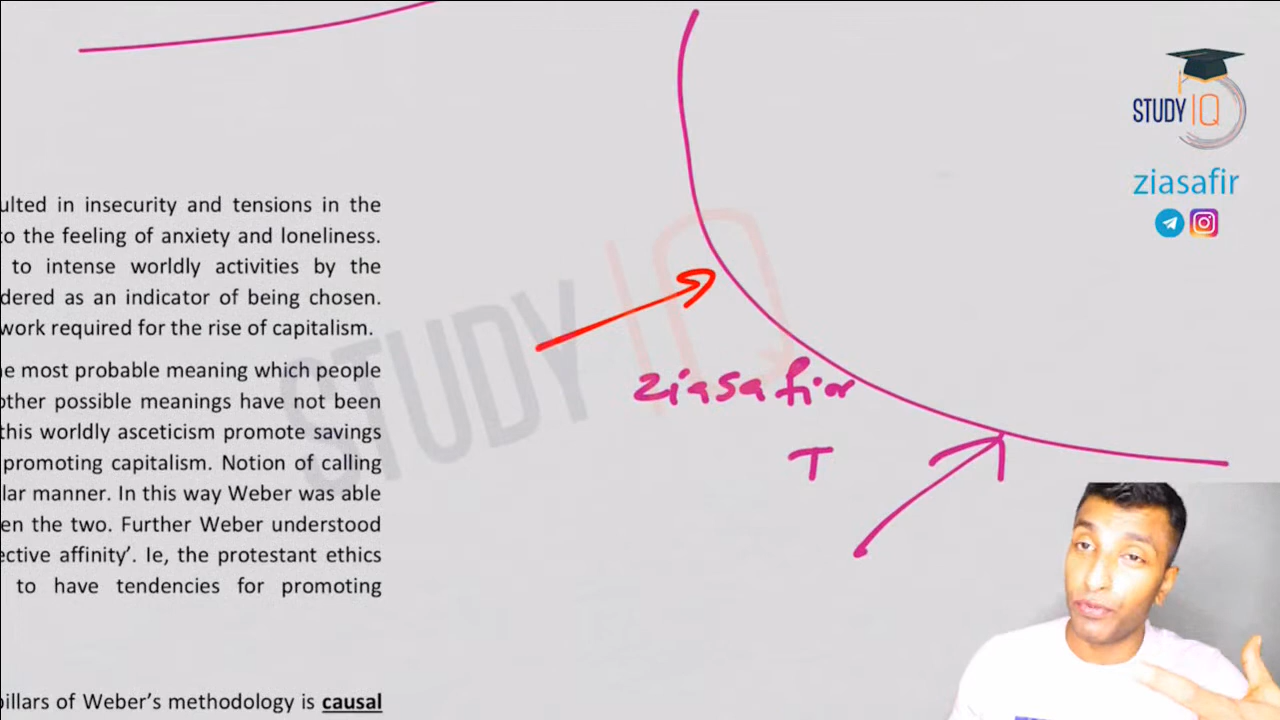 ulted in insecurity and tensions in the
to the feeling of anxiety and loneliness.
to intense worldly activities by the
dered as an indicator of being chosen.
work required for the rise of capitalism.
e most probable meaning which people
other possible meanings have not been
this worldly asceticism promote savings
promoting capitalism. Notion of calling
lar manner. In this way Weber was able
en the two. Further Weber understood
ective affinity’. Ie, the protestant ethics
to have tendencies for promoting
pillars of Weber’s methodology is causal
STUDY IQ
ziasafir
T
STUDY IQ
ziasafir